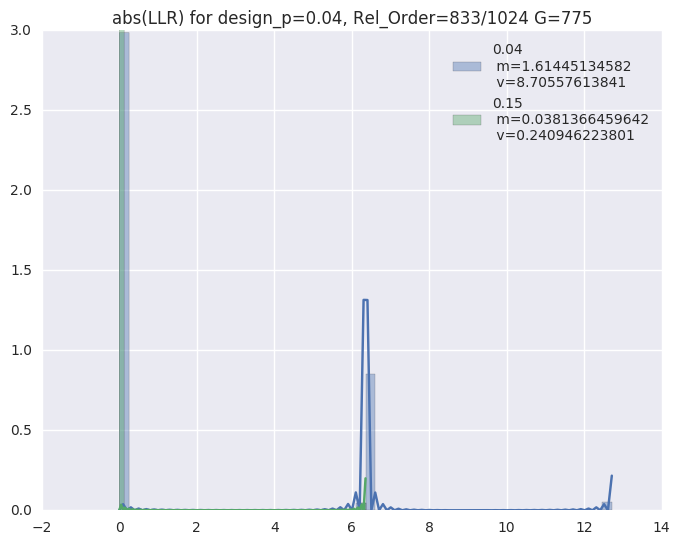 abs(LLR) for design_p=0.04, Rel_Order=833/1024 G=775
3.0
2.5
2.0
1.5
1.0
0.5
0.0
0.04
m=1.61445134582
v=8.70557613841
0.15
m=0.0381366459642
v=0.240946223801
−2 0 2 4 6 8 10 12 14